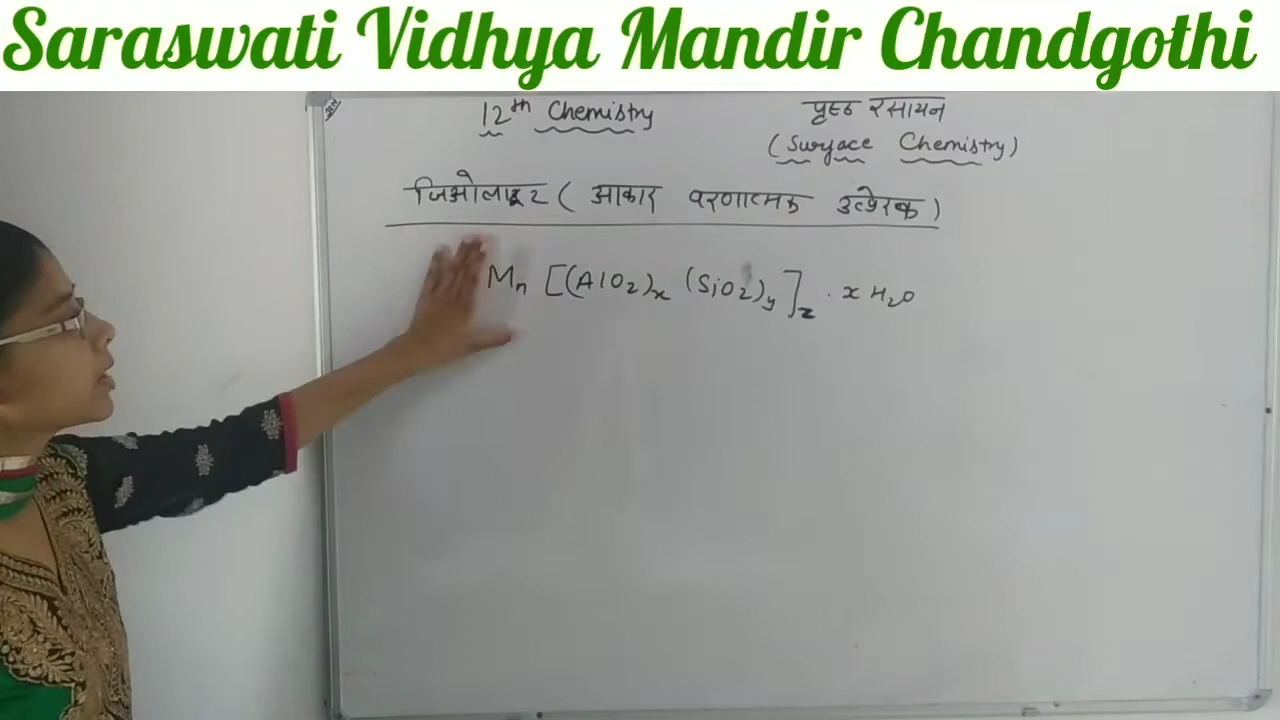 Saraswati Vidhya Mandir Chandgothi
12th Chemistry
पृष्ठ रसायन
(Surface Chemistry)
जिओलाइट ( आकार वरणात्मक उत्प्रेरक )
Mn [(AlO2)x (SiO2)y]z . x H2O